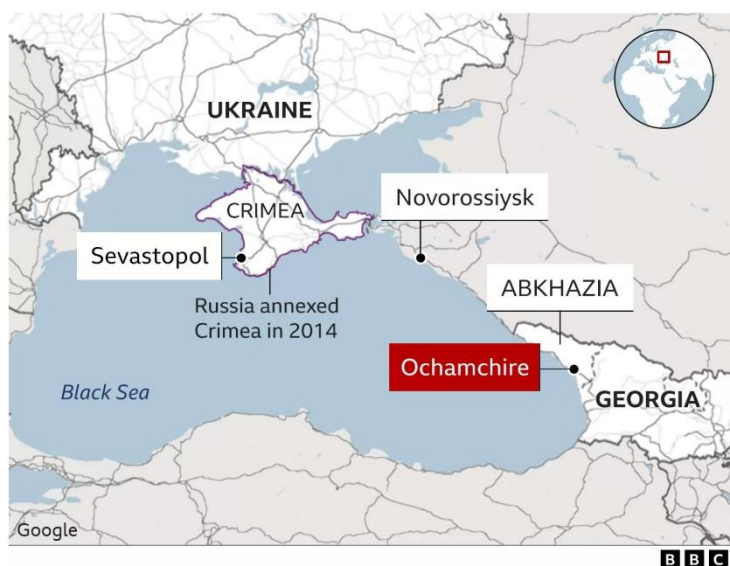 UKRAINE
CRIMEA
Novorossiysk
Sevastopol
ABKHAZIA
Russia annexed
Crimea in 2014
Ochamchire
Black Sea
GEORGIA
Google
BBC